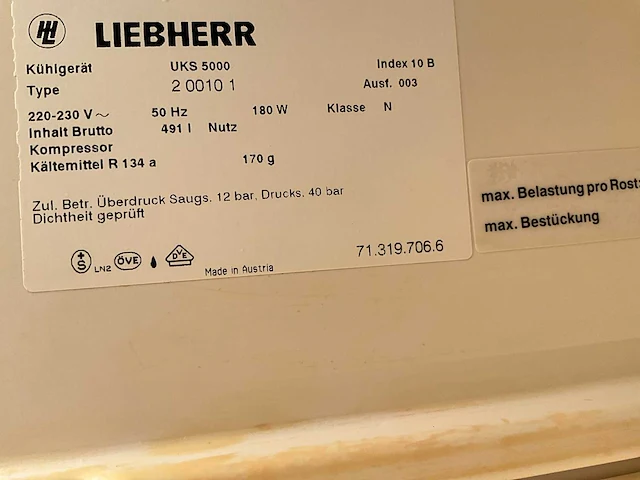 LIEBHERR
Kühlgerät UKS 5000 Index 10 B
Type 2 0010 1 Ausf. 003
220-230 V ~ 50 Hz 180 W Klasse N
Inhalt Brutto 491 l Nutz
Kompressor
Kältemittel R 134 a 170 g
Zul. Betr. Überdruck Saugs. 12 bar, Drucks. 40 bar
Dichtheit geprüft
+S LN2 ÖVE VDE Made in Austria 71.319.706.6
max. Belastung pro Rost:
max. Bestückung